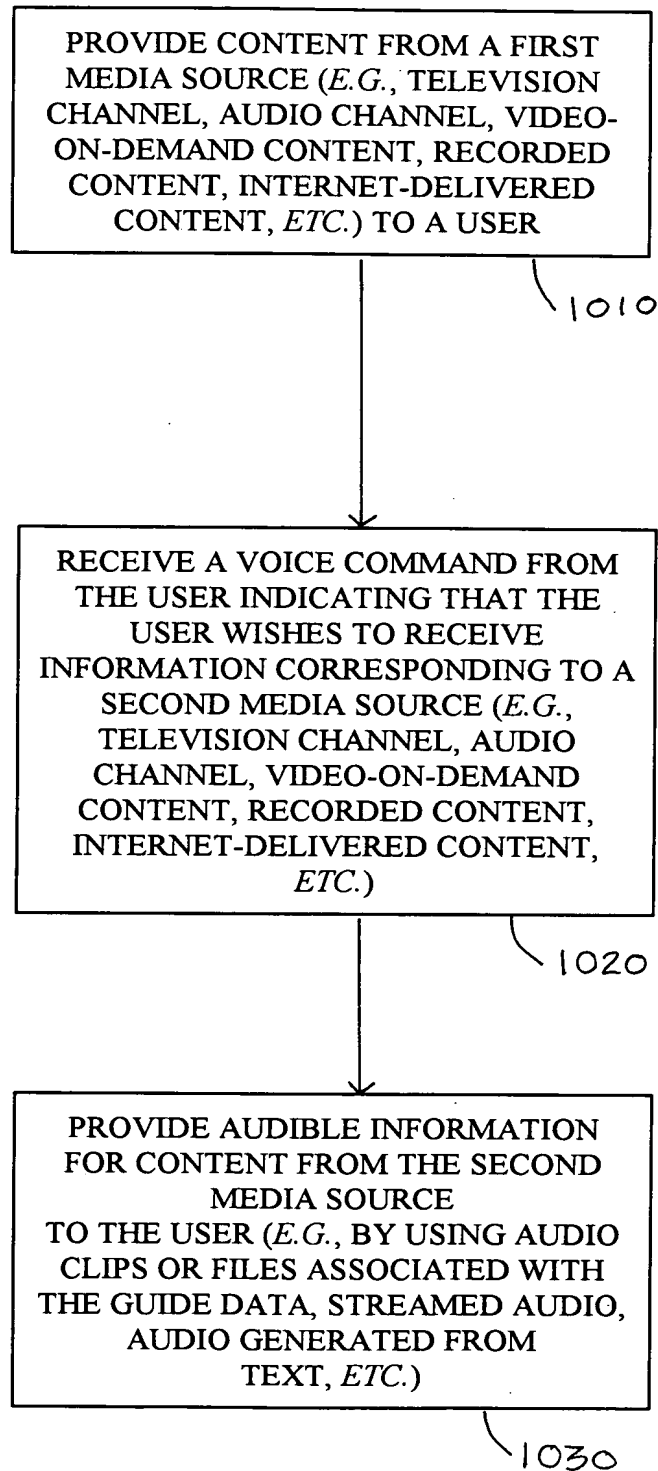 PROVIDE CONTENT FROM A FIRST
MEDIA SOURCE (E.G., TELEVISION
CHANNEL, AUDIO CHANNEL, VIDEO-
ON-DEMAND CONTENT, RECORDED
CONTENT, INTERNET-DELIVERED
CONTENT, ETC.) TO A USER
1010
RECEIVE A VOICE COMMAND FROM
THE USER INDICATING THAT THE
USER WISHES TO RECEIVE
INFORMATION CORRESPONDING TO A
SECOND MEDIA SOURCE (E.G.,
TELEVISION CHANNEL, AUDIO
CHANNEL, VIDEO-ON-DEMAND
CONTENT, RECORDED CONTENT,
INTERNET-DELIVERED CONTENT,
ETC.)
1020
PROVIDE AUDIBLE INFORMATION
FOR CONTENT FROM THE SECOND
MEDIA SOURCE
TO THE USER (E.G., BY USING AUDIO
CLIPS OR FILES ASSOCIATED WITH
THE GUIDE DATA, STREAMED AUDIO,
AUDIO GENERATED FROM
TEXT, ETC.)
1030